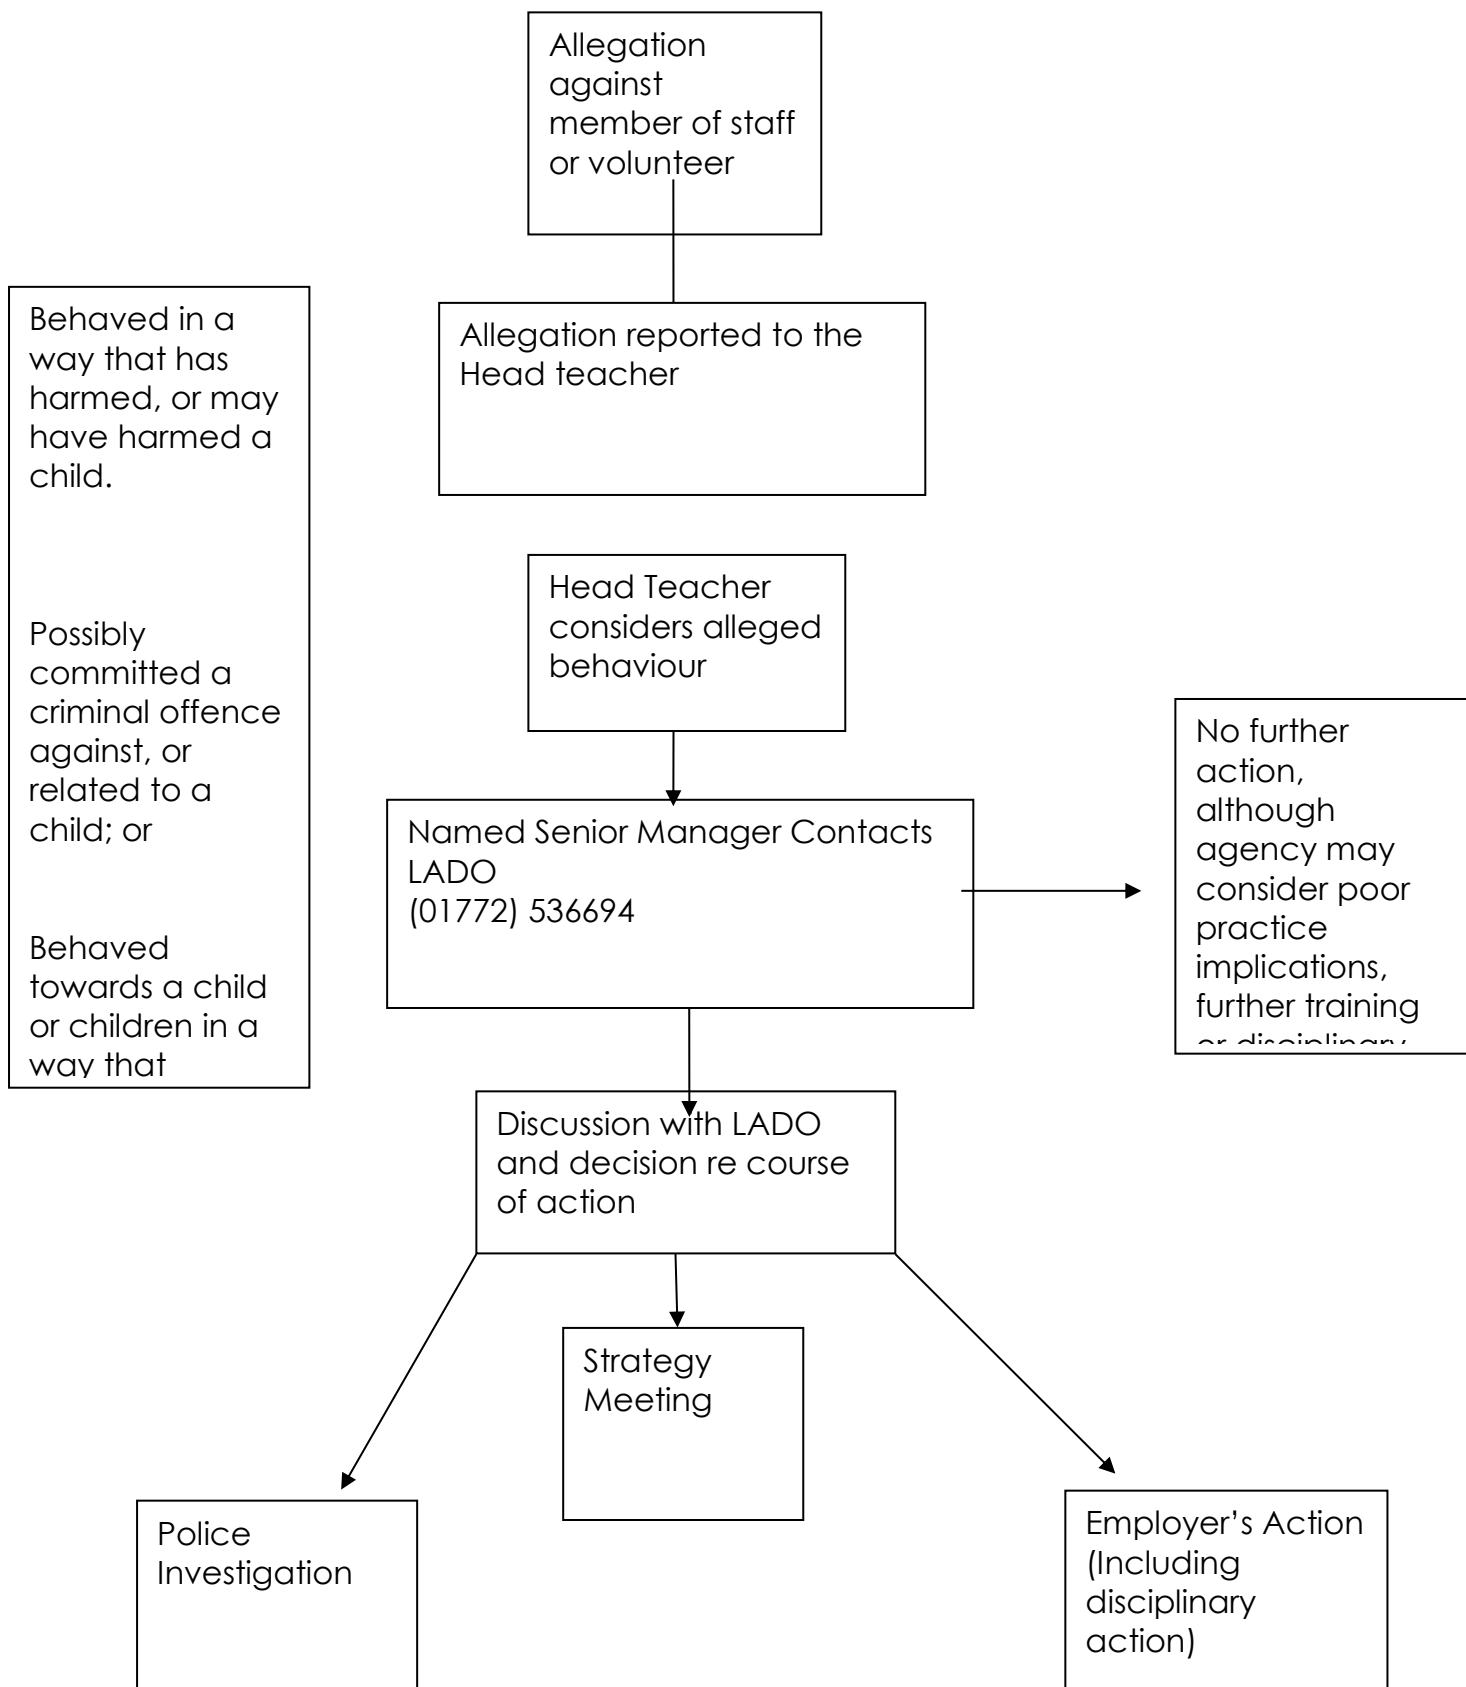 Allegation
against
member of staff
or volunteer
Allegation reported to the
Head teacher
Behaved in a
way that has
harmed, or may
have harmed a
child.
Possibly
committed a
criminal offence
against, or
related to a
child; or
Behaved
towards a child
or children in a
way that
Head Teacher
considers alleged
behaviour
Named Senior Manager Contacts
LADO
(01772) 536694
No further
action,
although
agency may
consider poor
practice
implications,
further training
or disciplinary
Discussion with LADO
and decision re course
of action
Strategy
Meeting
Police
Investigation
Employer’s Action
(Including
disciplinary
action)